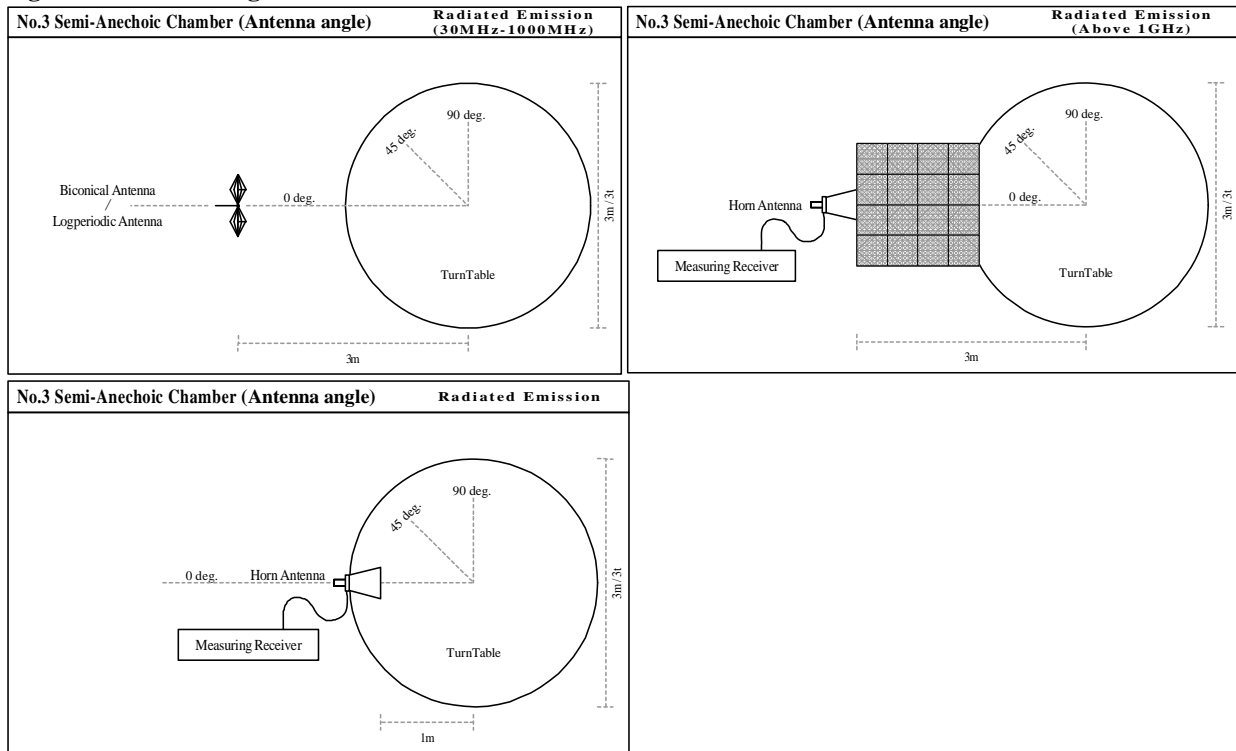 No.3 Semi-Anechoic Chamber (Antenna angle)
Radiated Emission
(30MHz-1000MHz)
90 deg.
45 deg.
Biconical Antenna
0 deg.
Logperiodic Antenna
3m / 3t
TurnTable
3m
No.3 Semi-Anechoic Chamber (Antenna angle)
Radiated Emission
(Above 1GHz)
90 deg.
45 deg.
Horn Antenna
0 deg.
3m / 3t
Measuring Receiver
TurnTable
3m
No.3 Semi-Anechoic Chamber (Antenna angle)
Radiated Emission
90 deg.
45 deg.
0 deg.
Horn Antenna
3m / 3t
Measuring Receiver
TurnTable
1m